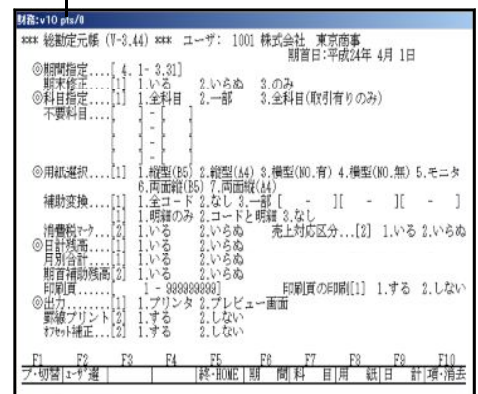 財務:v10 pts/0
*** 総勘定元帳 (V-3.44) *** ユーザ: 1001 株式会社 東京商事
期首日:平成24年 4月 1日
◎期間指定....[ 4. 1- 3.31]
期末修正....[1] 1.いる 2.いらぬ 3.のみ
◎科目指定....[1] 1.全科目 2.一部 3.全科目(取引有りのみ)
不要科目....[ ] - [ ]
[ ] - [ ]
[ ] - [ ]
[ ] - [ ]
◎用紙選択....[1] 1.縦型(B5) 2.縦型(A4) 3.横型(NO.有) 4.横型(NO.無) 5.モニタ
6.両面縦(B5) 7.両面縦(A4)
補助変換....[1] 1.全コード 2.なし 3.一部 [ - ][ - ][ - ]
[1] 1.明細のみ 2.コードと明細 3.なし
消費税マーク..[2] 1.いる 2.いらぬ 売上対応区分...[2] 1.いる 2.いらぬ
◎日計残高....[1] 1.いる 2.いらぬ
月別合計....[1] 1.いる 2.いらぬ
期首補助残高[2] 1.いる 2.いらぬ
印刷頁......[ 1 - 99999999] 印刷頁の印刷[1] 1.する 2.しない
◎出力........[1] 1.プリンタ 2.プレビュー画面
罫線プリント[2] 1.する 2.しない
オフセット補正...[2] 1.する 2.しない
F1 F2 F3 F4 F5 F6 F7 F8 F9 F10
プ・切替 ユーザ選 終・HOME 期 間 科 目 用 紙 日 計 項・消去